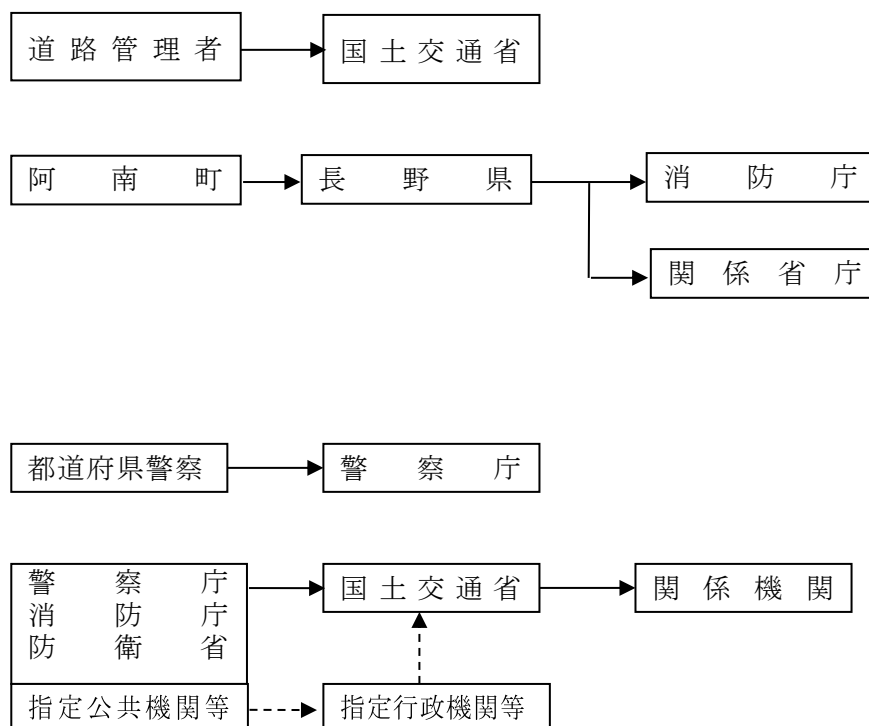 道路管理者
国土交通省
阿南町
長野県
消防庁
関係省庁
都道府県警察
警察庁
警察庁
消防庁
防衛省
国土交通省
関係機関
指定公共機関等
指定行政機関等